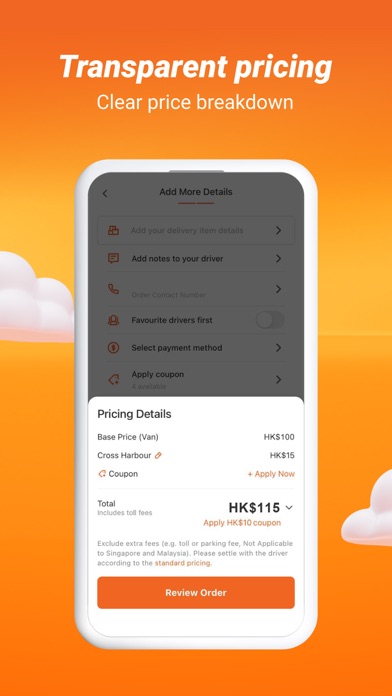 Transparent pricing
Clear price breakdown
Add More Details
Add your delivery item details
Add notes to your driver
Order Contact Number
Favourite drivers first
Select payment method
Apply coupon
4 available
Pricing Details
Base Price (Van) HK$100
Cross Harbour HK$15
Coupon + Apply Now
Total HK$115
Includes toll fees
Apply HK$10 coupon
Exclude extra fees (e.g. toll or parking fee, Not Applicable
to Singapore and Malaysia). Please settle with the driver
according to the standard pricing.
Review Order